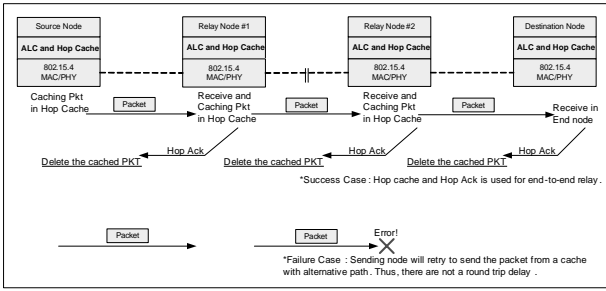 Source Node
Relay Node #1
Relay Node #2
Destination Node
ALC and Hop Cache
ALC and Hop Cache
ALC and Hop Cache
ALC and Hop Cache
802.15.4
MAC/PHY
802.15.4
MAC/PHY
802.15.4
MAC/PHY
802.15.4
MAC/PHY
Caching Pkt
in Hop Cache
Packet
Receive and
Caching Pkt
in Hop Cache
Packet
Receive and
Caching Pkt
in Hop Cache
Packet
Receive in
End node
Hop Ack
Hop Ack
Hop Ack
Delete the cached PKT
Delete the cached PKT
Delete the cached PKT
*Success Case : Hop cache and Hop Ack is used for end-to-end relay .
Packet
Packet
Error!
*Failure Case : Sending node will retry to send the packet from a cache
with alternative path. Thus, there are not a round trip delay .